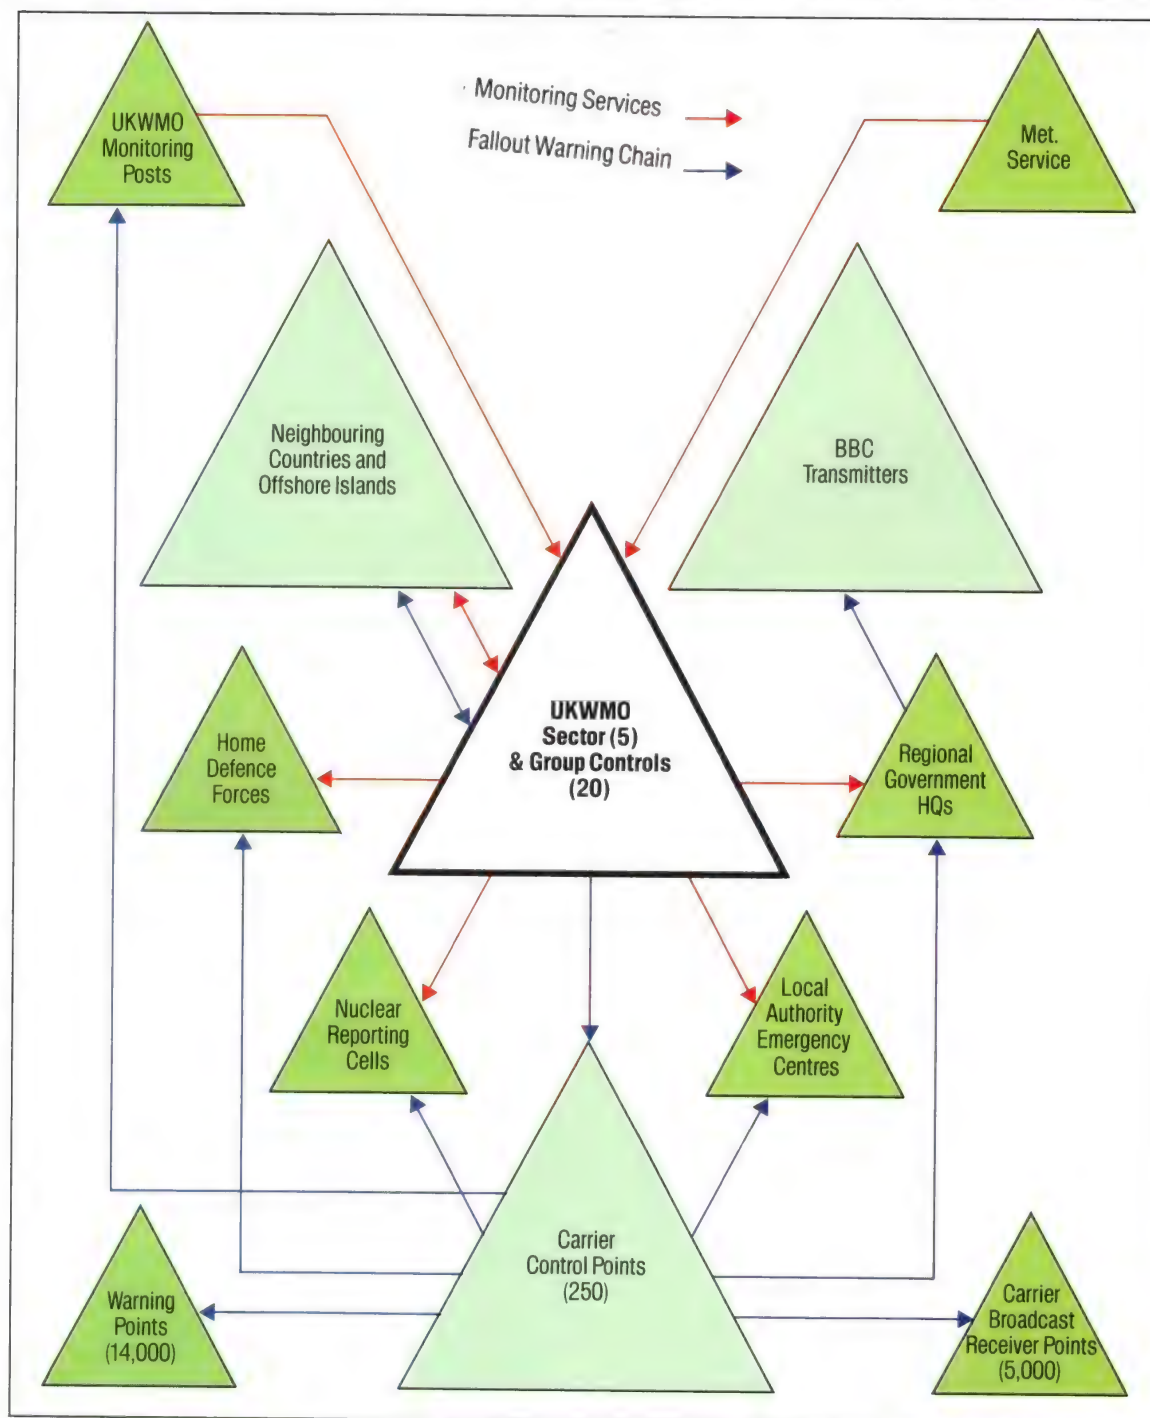 UKWMO
Monitoring
Posts
Monitoring Services
Fallout Warning Chain
Met.
Service
Neighbouring
Countries and
Offshore Islands
BBC
Transmitters
UKWMO
Sector (5)
& Group Controls
(20)
Home
Defence
Forces
Regional
Government
HQs
Nuclear
Reporting
Cells
Local
Authority
Emergency
Centres
Carrier
Control Points
(250)
Warning
Points
(14,000)
Carrier
Broadcast
Receiver Points
(5,000)